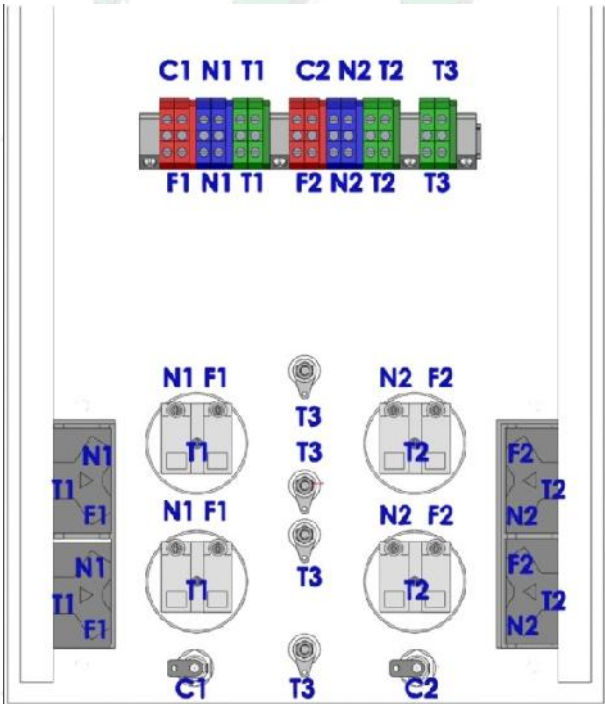 C1 N1 T1 C2 N2 T2 T3
F1 N1 T1 F2 N2 T2 T3
N1 F1 N2 F2
T3
N1 T1 T3 T2 F2
T1 T2
F1 N2
N1 F1 N2 F2
N1 T3 F2
T1 T1 T2 T2
F1 N2
C1 T3 C2